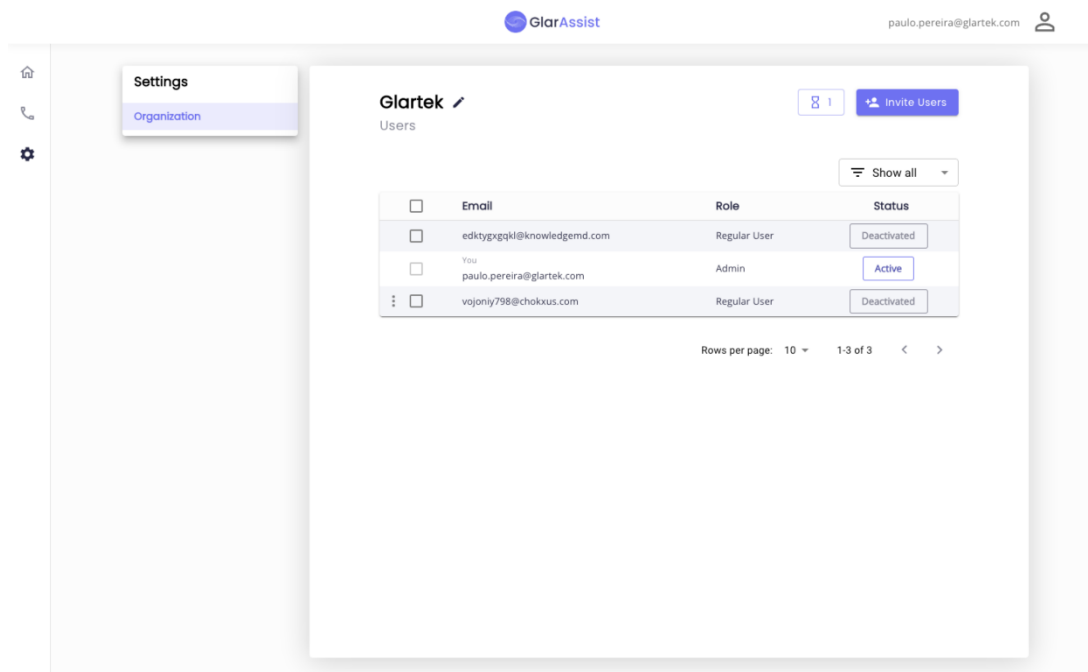 GlarAssist
paulo.pereira@glartek.com
Settings
Organization
Glartek
Users
1
Invite Users
Show all
Email Role Status
edktygxgqkl@knowledgemd.com Regular User Deactivated
You
paulo.pereira@glartek.com Admin Active
vojoniy798@chokxus.com Regular User Deactivated
Rows per page: 10 1-3 of 3